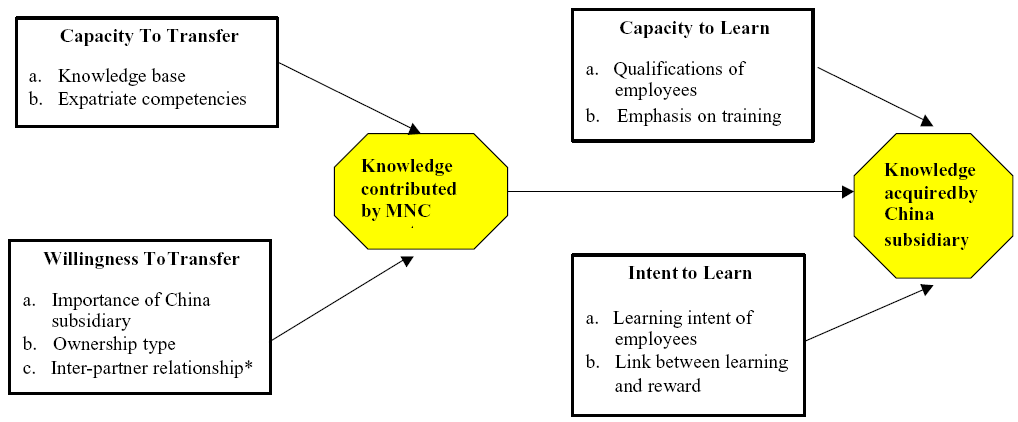 Capacity To Transfer
a. Knowledge base
b. Expatriate competencies*
Willingness To Transfer
a. Importance of China
subsidiary
b. Ownership type
c. Inter-partner relationship*
Knowledge
contributed
by MNC
Capacity to Learn
a. Qualifications of
employees
b. Emphasis on training
Intent to Learn
a. Learning intent of
employees
b. Link between learning
and reward
Knowledge
acquiredby
China
subsidiary